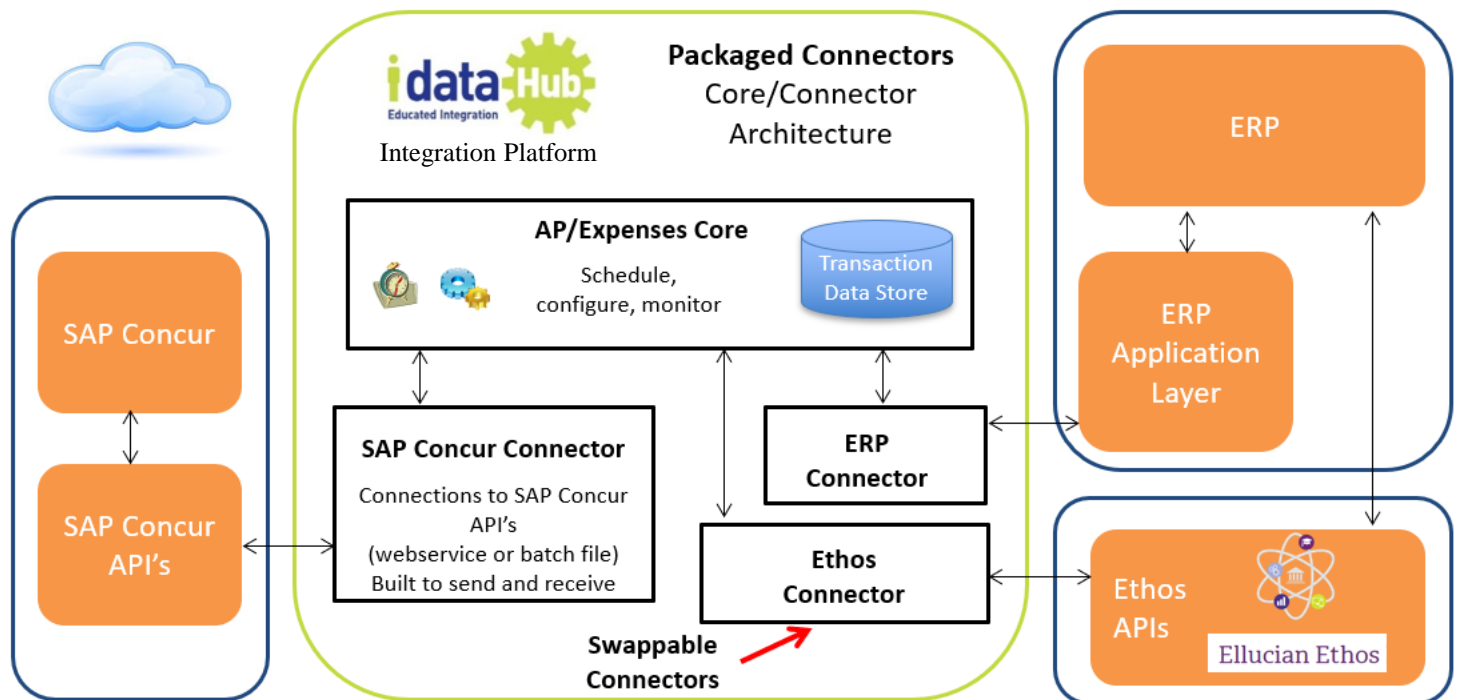 idata Hub
Educated Integration
Integration Platform
Packaged Connectors
Core/Connector
Architecture
AP/Expenses Core
Schedule,
configure, monitor
Transaction
Data Store
SAP Concur
SAP Concur
API's
SAP Concur Connector
Connections to SAP Concur
API's
(webservice or batch file)
Built to send and receive
ERP
Connector
Ethos
Connector
Swappable
Connectors
ERP
ERP
Application
Layer
Ethos
APIs
Ellucian Ethos